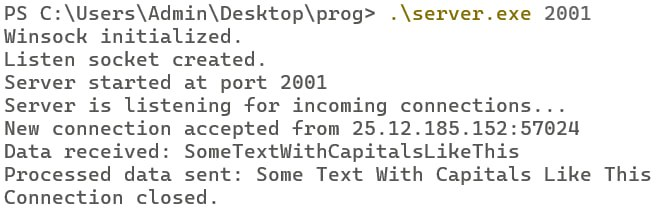 PS C:\Users\Admin\Desktop\prog> .\server.exe 2001
Winsock initialized.
Listen socket created.
Server started at port 2001
Server is listening for incoming connections...
New connection accepted from 25.12.185.152:57024
Data received: SomeTextWithCapitalsLikeThis
Processed data sent: Some Text With Capitals Like This
Connection closed.